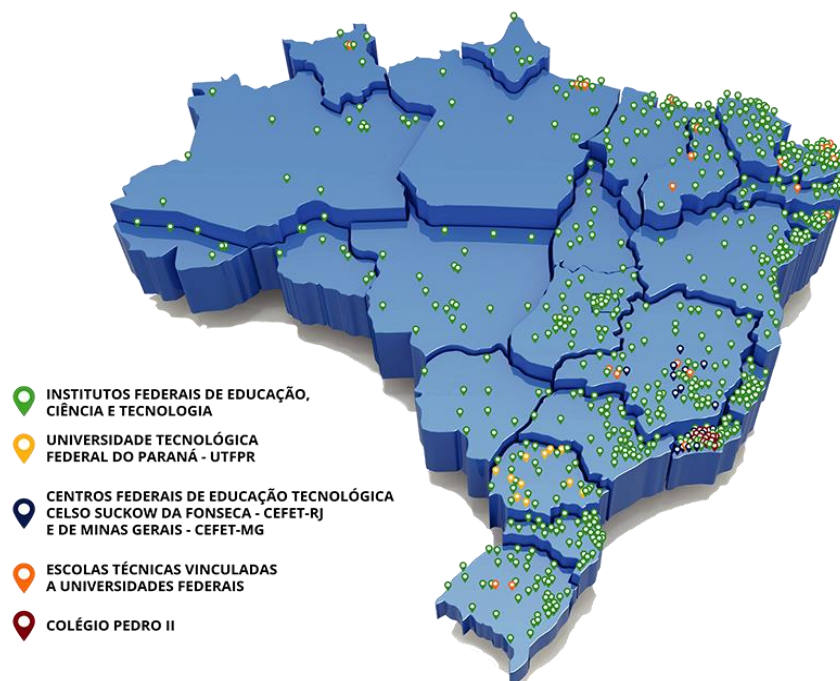 INSTITUTOS FEDERAIS DE EDUCAÇÃO,
CIÊNCIA E TECNOLOGIA
UNIVERSIDADE TECNOLÓGICA
FEDERAL DO PARANÁ - UTFPR
CENTROS FEDERAIS DE EDUCAÇÃO TECNOLÓGICA
CELSO SUCKOW DA FONSECA - CEFET-RJ
E DE MINAS GERAIS - CEFET-MG
ESCOLAS TÉCNICAS VINCULADAS
A UNIVERSIDADES FEDERAIS
COLÉGIO PEDRO II